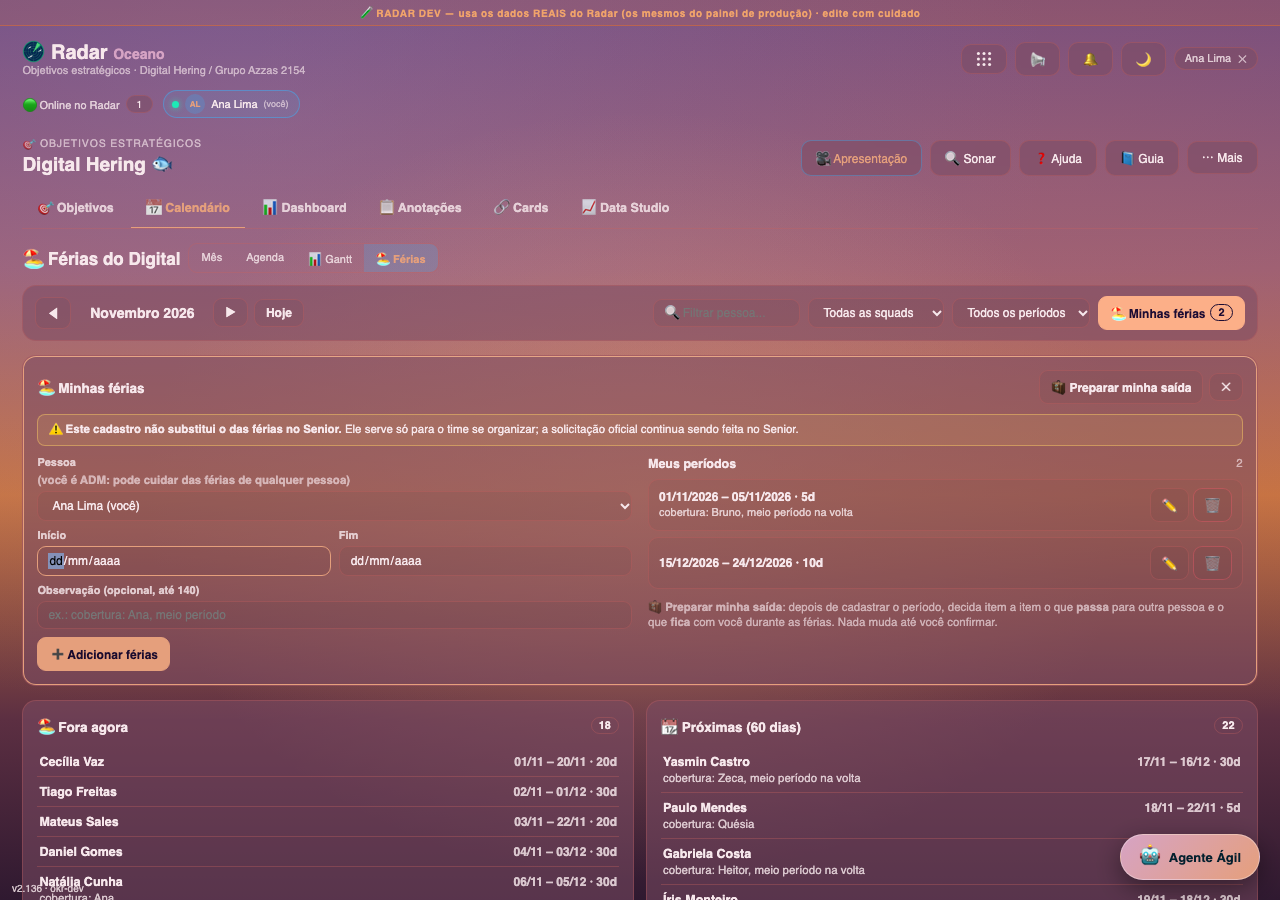 RADAR DEV — usa os dados REAIS do Radar (os mesmos do painel de produção) · edite com cuidado
Radar Oceano
Objetivos estratégicos · Digital Hering / Grupo Azzas 2154
Ana Lima ×
Online no Radar 1 AL Ana Lima (você)
OBJETIVOS ESTRATÉGICOS
Digital Hering
Apresentação Sonar Ajuda Guia ··· Mais
Objetivos Calendário Dashboard Anotações Cards Data Studio
Férias do Digital Mês Agenda Gantt Férias
Novembro 2026 Hoje Filtrar pessoa... Todas as squads Todos os períodos Minhas férias 2
Minhas férias Preparar minha saída ×
Este cadastro não substitui o das férias no Senior. Ele serve só para o time se organizar; a solicitação oficial continua sendo feita no Senior.
Pessoa
(você é ADM: pode cuidar das férias de qualquer pessoa)
Ana Lima (você)
Início Fim
dd/mm/aaaa dd/mm/aaaa
Observação (opcional, até 140)
ex.: cobertura: Ana, meio período
Adicionar férias
Meus períodos 2
01/11/2026 – 05/11/2026 · 5d
cobertura: Bruno, meio período na volta
15/12/2026 – 24/12/2026 · 10d
Preparar minha saída: depois de cadastrar o período, decida item a item o que passa para outra pessoa e o
que fica com você durante as férias. Nada muda até você confirmar.
Fora agora 18
Cecília Vaz 01/11 – 20/11 · 20d
Tiago Freitas 02/11 – 01/12 · 30d
Mateus Sales 03/11 – 22/11 · 20d
Daniel Gomes 04/11 – 03/12 · 30d
Natália Cunha 06/11 – 05/12 · 30d
cobertura: Ana
Próximas (60 dias) 22
Yasmin Castro 17/11 – 16/12 · 30d
cobertura: Zeca, meio período na volta
Paulo Mendes 18/11 – 22/11 · 5d
cobertura: Quésia
Gabriela Costa
cobertura: Heitor, meio período na volta
Íris Monteiro 19/11 – 18/12 · 30d
Agente Ágil
v2.136 · okr-dev